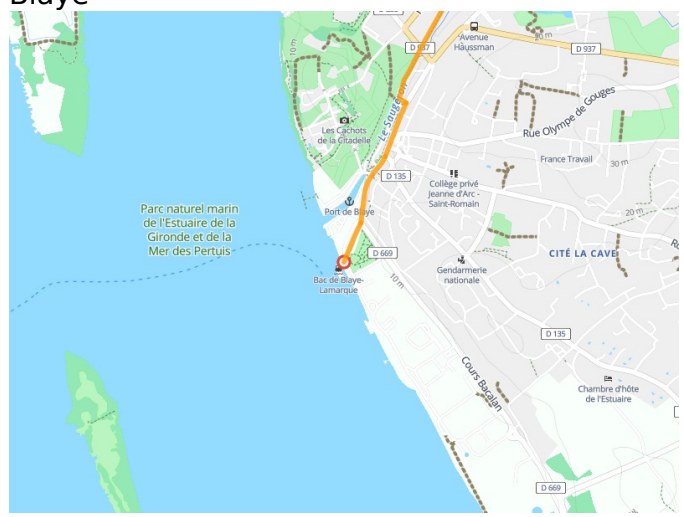 Blaye
Avenue
Haussman
30 m
D 937
D 937
10 m
Le Saugeron
Rue Olympe de Gouges
Les Cachots
de la Citadelle
France Travail
30 m
D 135
Collège privé
Jeanne d'Arc -
Saint-Romain
Port de Blaye
20 m
Parc naturel marin
de l'Estuaire de la
Gironde et de la
Mer des Pertuis
D 669
CITÉ LA CAVE
Bac de Blaye-
Lamarque
10 m
Gendarmerie
nationale
D 135
Cours Bacalan
Chambre d'hôte
de l'Estuaire
D 669